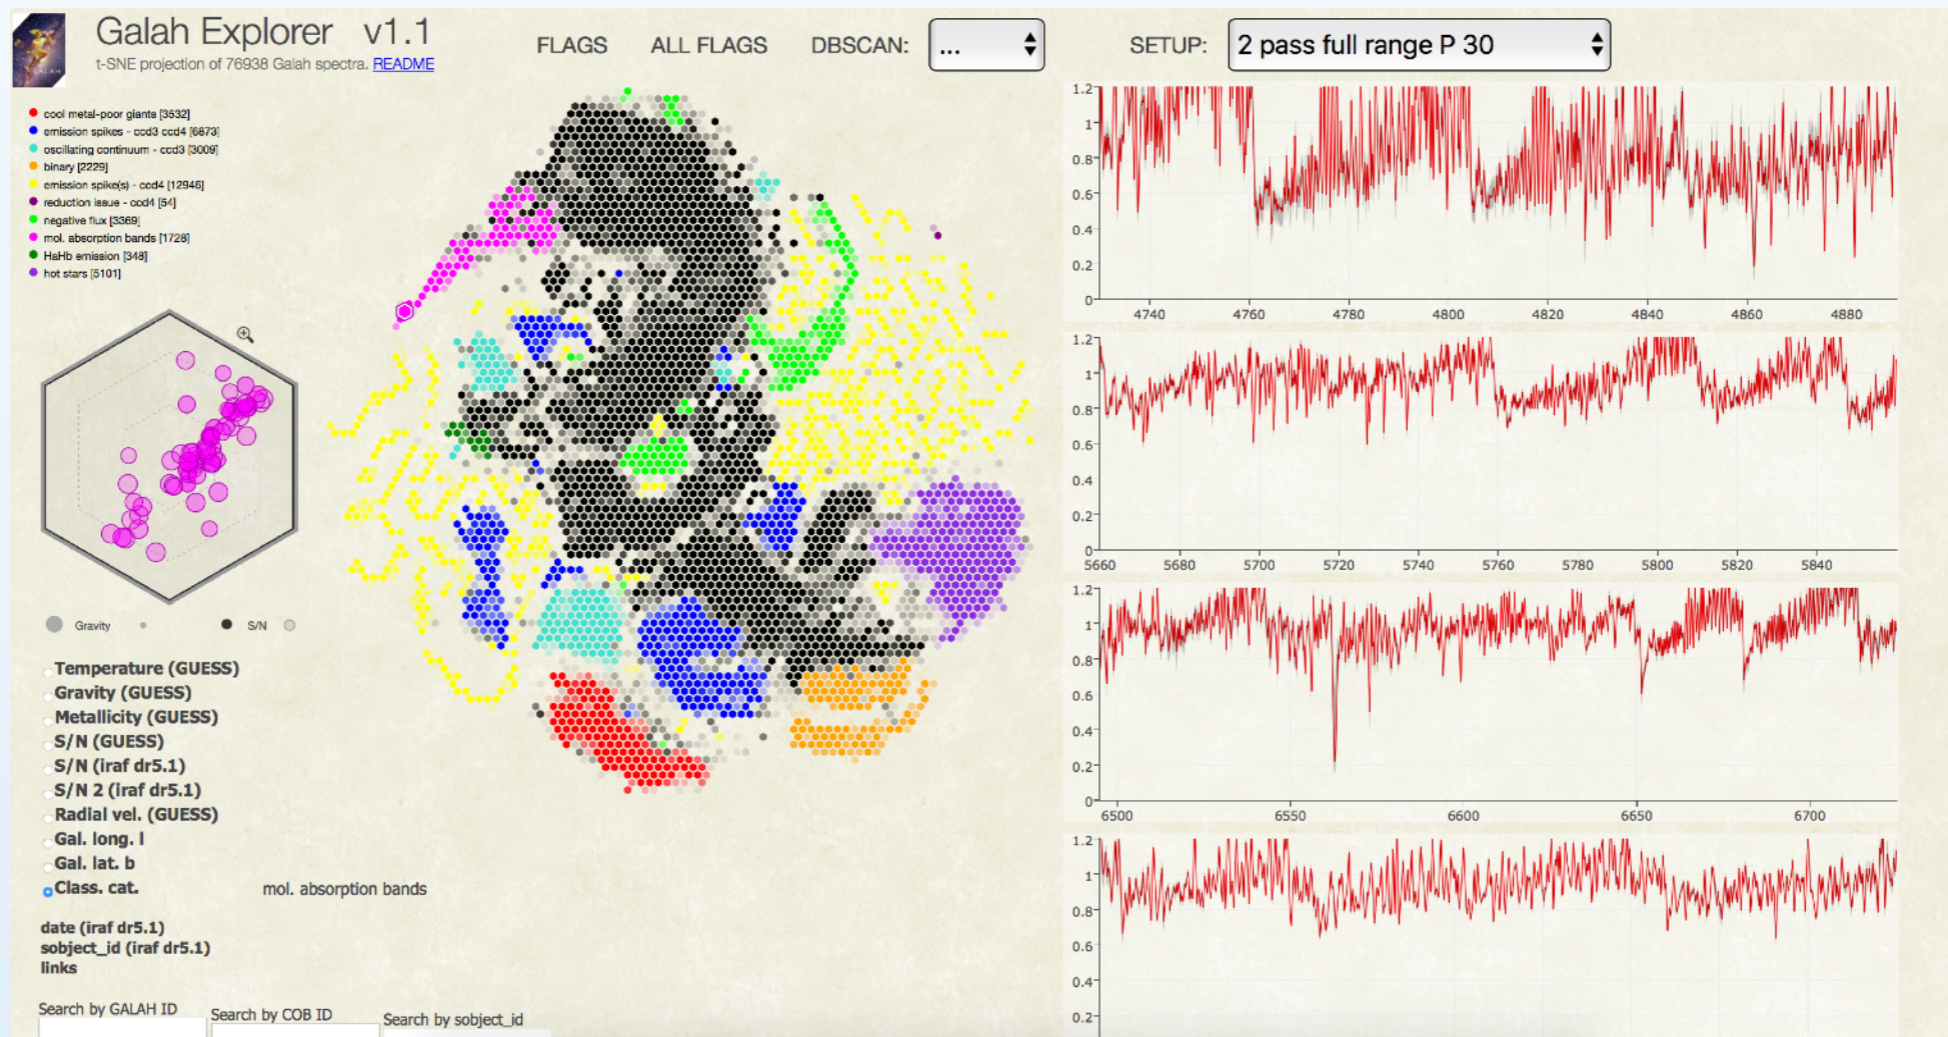 Galah Explorer v1.1
t-SNE projection of 76938 Galah spectra. README
GALAH
FLAGS ALL FLAGS DBSCAN: ... SETUP: 2 pass full range P 30
cool metal-poor giants [3532]
emission spikes - ccd3 ccd4 [6873]
oscillating continuum - ccd3 [3009]
binary [2229]
emission spike(s) - ccd4 [12946]
reduction issue - ccd4 [54]
negative flux [3369]
mol. absorption bands [1728]
HaHb emission [348]
hot stars [5101]
Gravity S/N
Temperature (GUESS)
Gravity (GUESS)
Metallicity (GUESS)
S/N (GUESS)
S/N (iraf dr5.1)
S/N 2 (iraf dr5.1)
Radial vel. (GUESS)
Gal. long. l
Gal. lat. b
Class. cat. mol. absorption bands
date (iraf dr5.1)
sobject_id (iraf dr5.1)
links
Search by GALAH ID Search by COB ID Search by sobject_id
1.2
1
0.8
0.6
0.4
0.2
0
4740 4760 4780 4800 4820 4840 4860 4880
1.2
1
0.8
0.6
0.4
0.2
0
5660 5680 5700 5720 5740 5760 5780 5800 5820 5840
1.2
1
0.8
0.6
0.4
0.2
0
6500 6550 6600 6650 6700
1.2
1
0.8
0.6
0.4
0.2